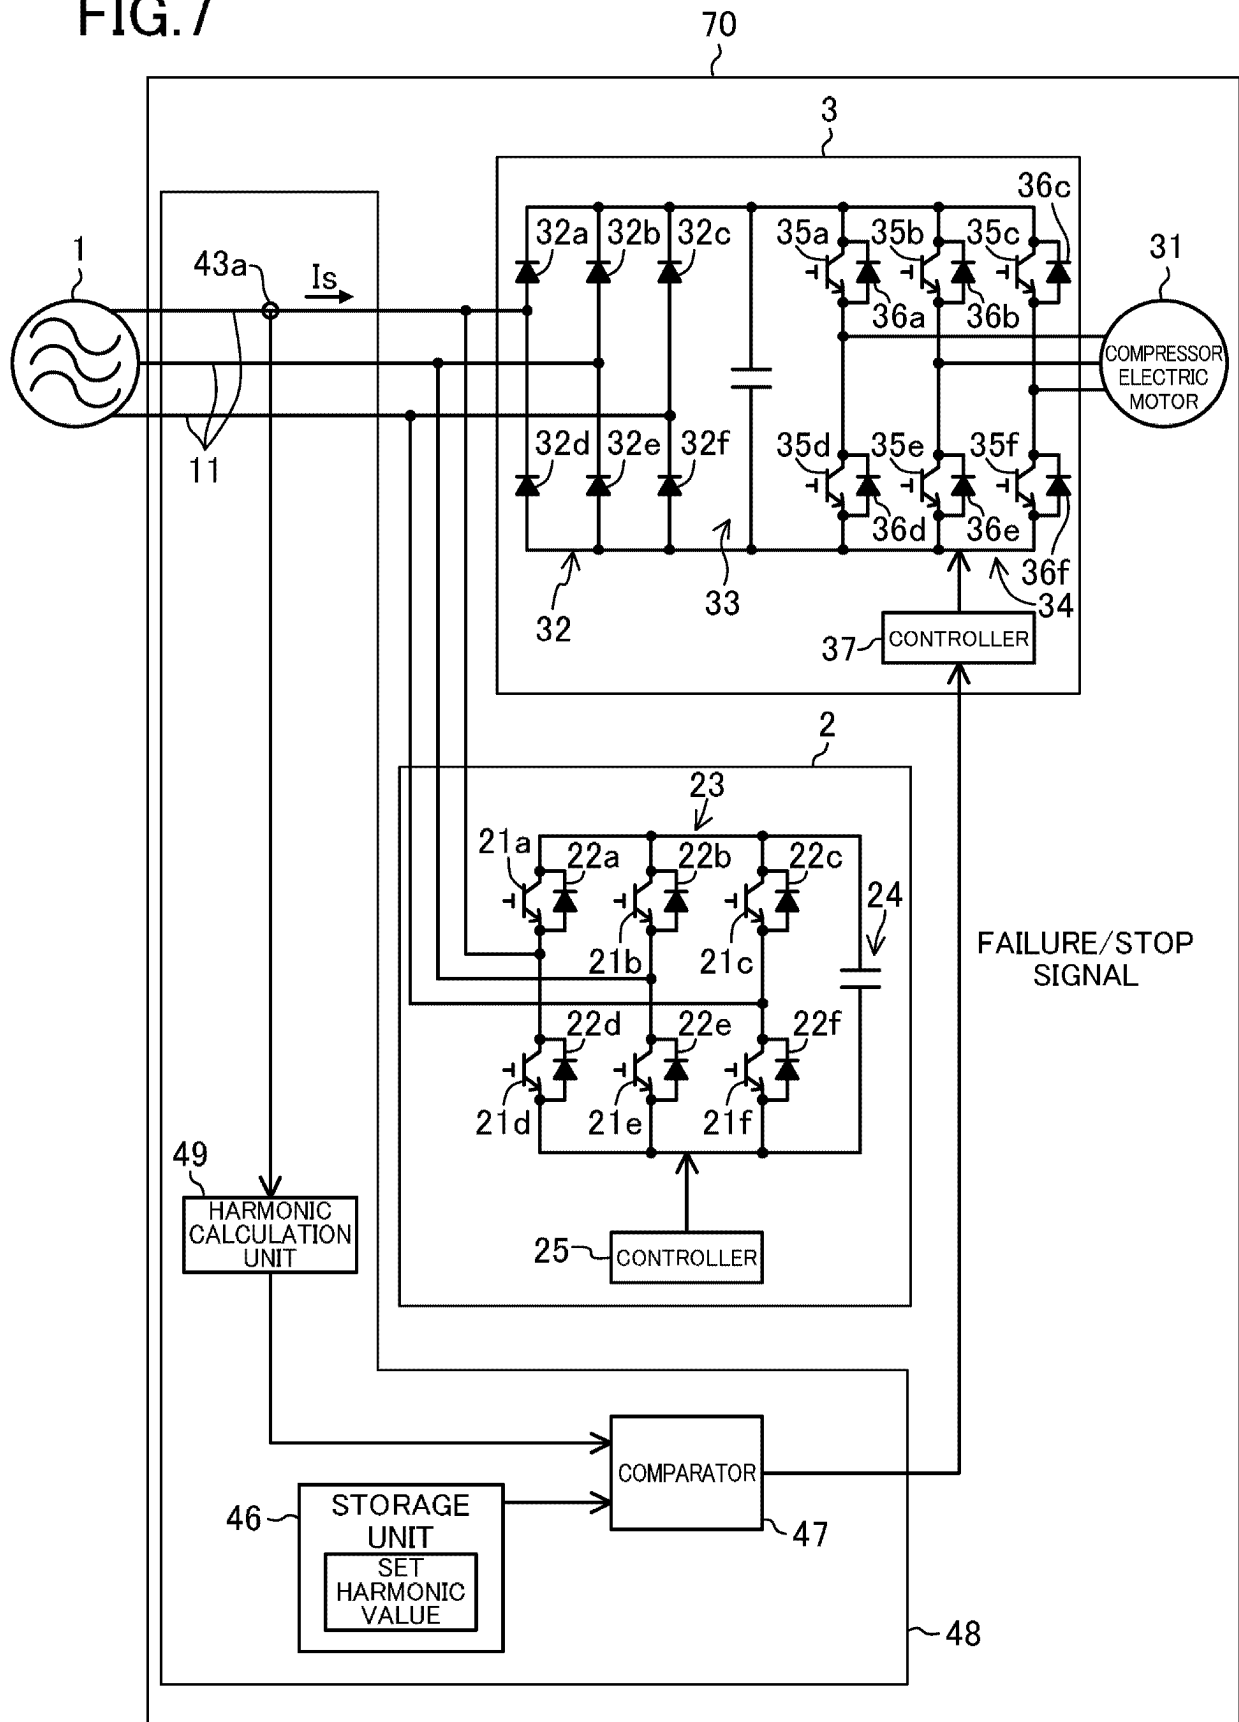 FIG.7
70
3
36c
32a 32b 32c 35a 35b 35c
1 43a Is 31
36a 36b
COMPRESSOR
ELECTRIC
MOTOR
32d 32e 32f 35d 35e 35f
11
36d 36e
36f
32 33 34
37 CONTROLLER
2
23
21a 22a 22b 22c
24
21b 21c
FAILURE/STOP
SIGNAL
22d 22e 22f
21d 21e 21f
49
HARMONIC
CALCULATION
UNIT
25 CONTROLLER
COMPARATOR
46 STORAGE
UNIT
47
SET
HARMONIC
VALUE
48